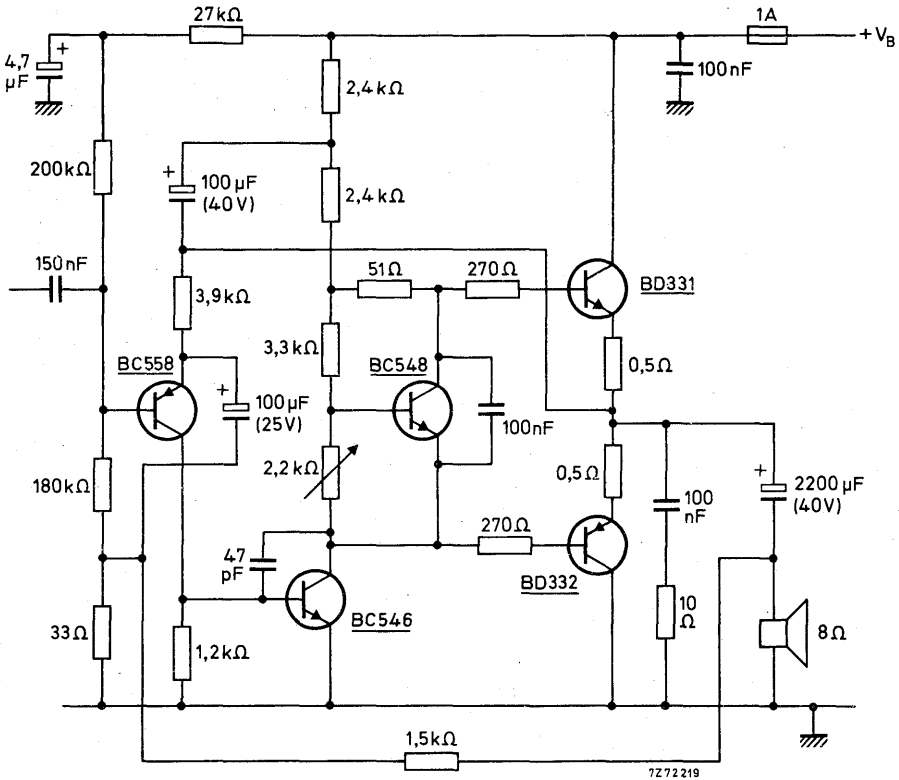 27kΩ
1A
+
4,7
μF
+VB
100nF
2,4kΩ
200kΩ
+
100μF
(40V)
2,4kΩ
150nF
51Ω
270Ω
3,9kΩ
BD331
3,3kΩ
BC558
BC548
0,5Ω
+
100μF
(25V)
100nF
2,2kΩ
180kΩ
0,5Ω
+
2200μF
(40V)
100
nF
270Ω
47
pF
BD332
BC546
33Ω
1,2kΩ
10
Ω
8Ω
1,5kΩ
7Z72219